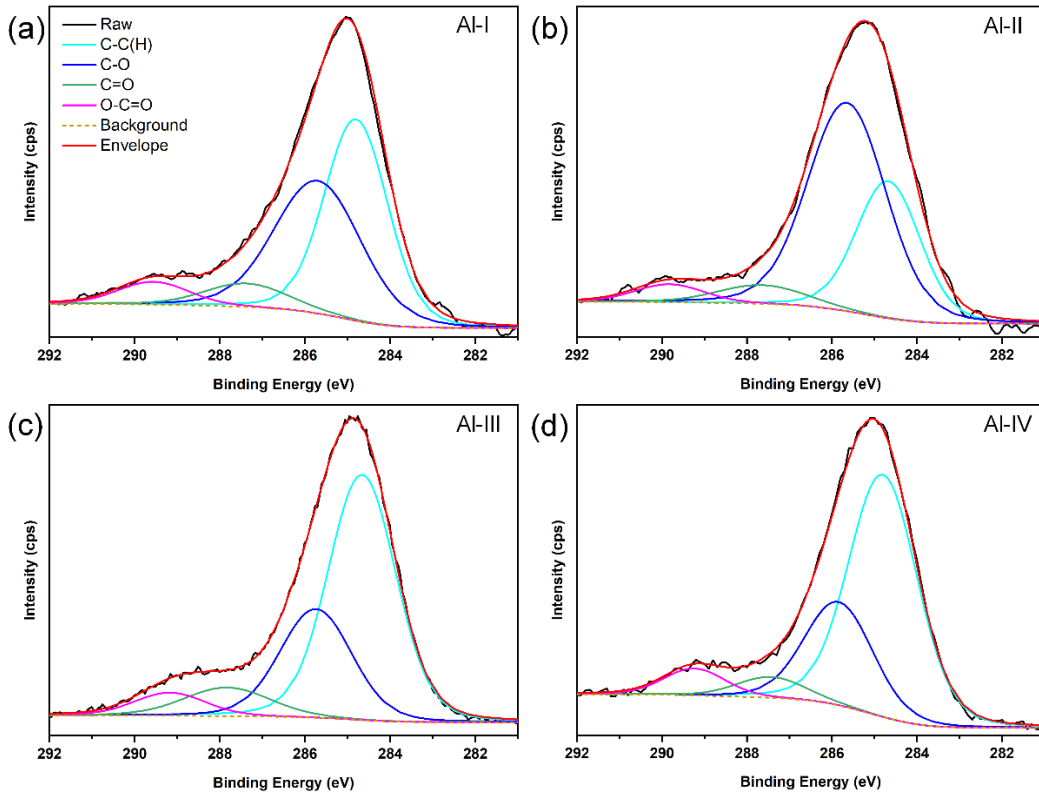 (a)
Al-I
Raw
C-C(H)
C-O
C=O
O-C=O
Background
Envelope
Intensity (cps)
292 290 288 286 284 282
Binding Energy (eV)
(b)
Al-II
Intensity (cps)
292 290 288 286 284 282
Binding Energy (eV)
(c)
Al-III
Intensity (cps)
292 290 288 286 284 282
Binding Energy (eV)
(d)
Al-IV
Intensity (cps)
292 290 288 286 284 282
Binding Energy (eV)